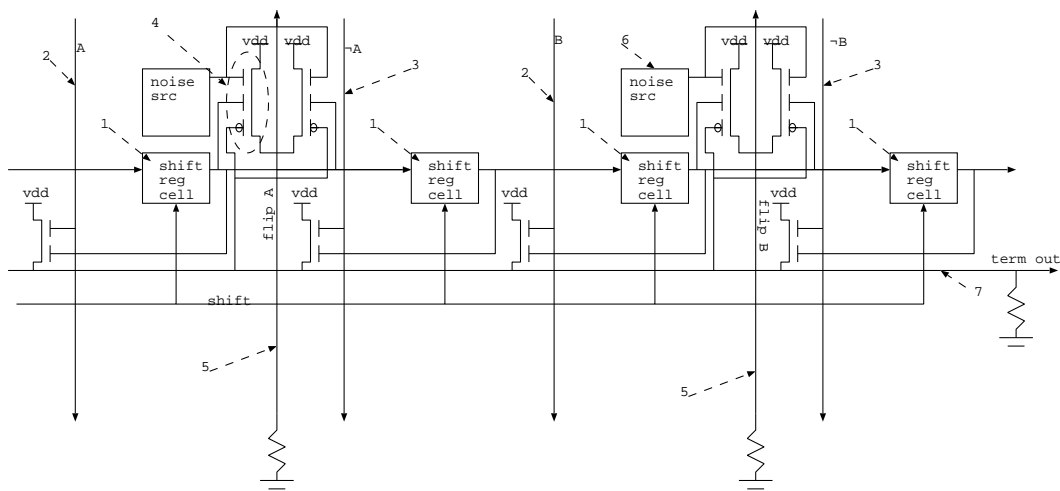 4
vdd vdd
A
¬A
2
noise
src
3
1
shift
reg
cell
1
shift
reg
cell
vdd
flip A
vdd
shift
5
vdd vdd
B
¬B
6
2
noise
src
3
1
shift
reg
cell
1
shift
reg
cell
vdd
flip B
vdd
term out
7
5